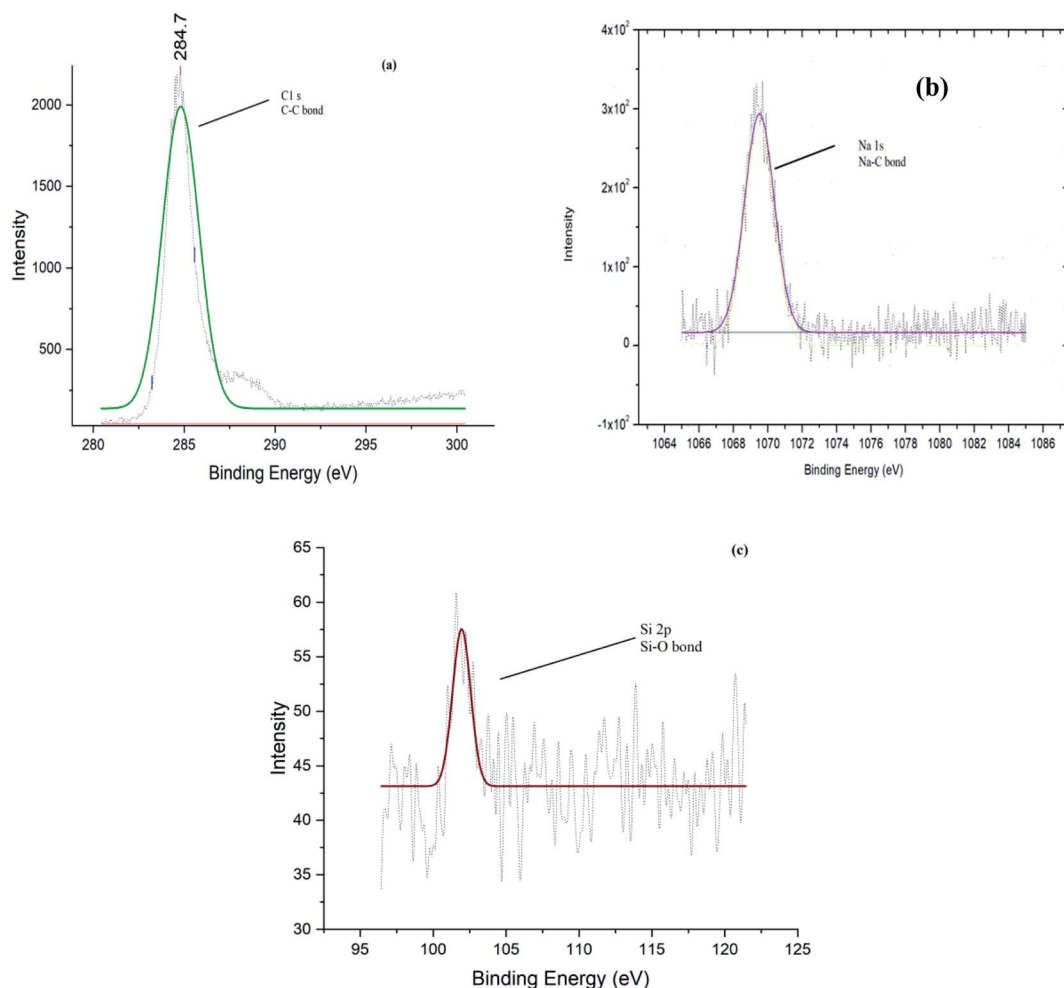 284.7
(a)
C1 s
C-C bond
2000
1500
1000
500
Intensity
280 285 290 295 300
Binding Energy (eV)
(b)
Na 1s
Na-C bond
4x10²
3x10²
2x10²
1x10²
0
-1x10²
Intensity
1064 1066 1068 1070 1072 1074 1076 1078 1080 1082 1084 1086
Binding Energy (eV)
(c)
Si 2p
Si-O bond
65
60
55
50
45
40
35
30
Intensity
95 100 105 110 115 120 125
Binding Energy (eV)